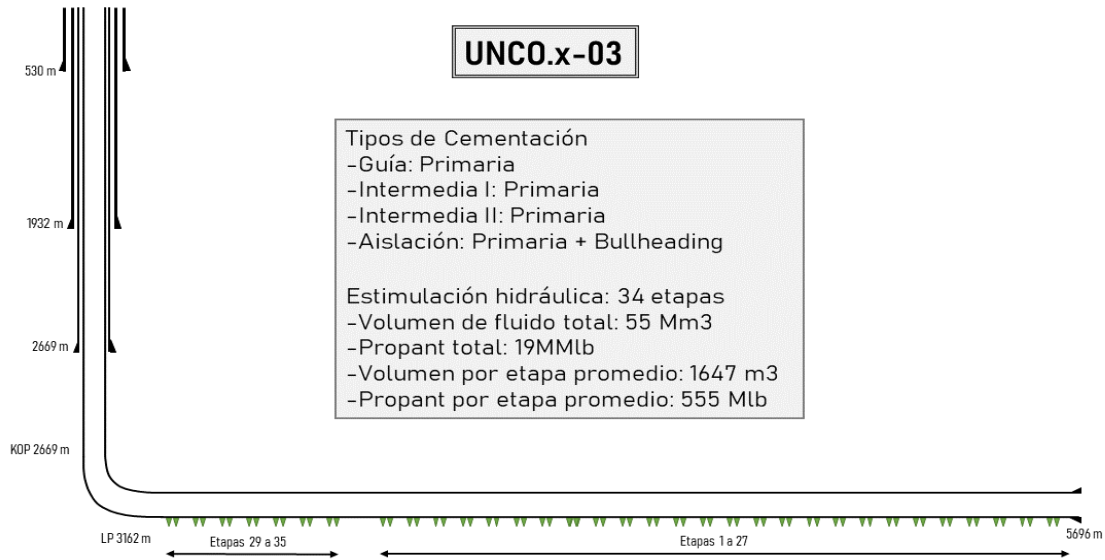 UNCO.x-03
530 m
Tipos de Cementación
-Guía: Primaria
-Intermedia I: Primaria
-Intermedia II: Primaria
-Aislación: Primaria + Bullheading
1932 m
Estimulación hidráulica: 34 etapas
-Volumen de fluido total: 55 Mm3
-Propant total: 19MMlb
-Volumen por etapa promedio: 1647 m3
-Propant por etapa promedio: 555 Mlb
2669 m
KOP 2669 m
LP 3162 m
Etapas 29 a 35
Etapas 1 a 27
5696 m